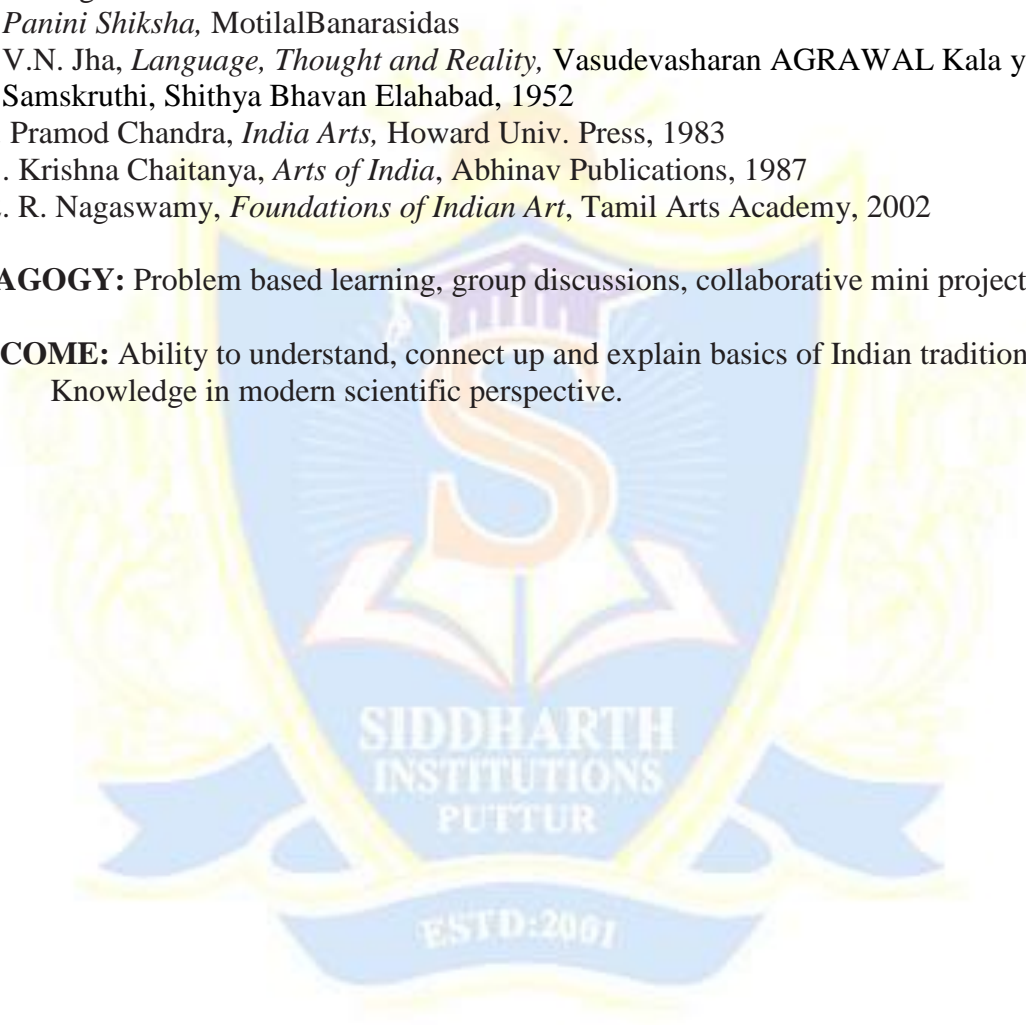 Panini Shiksha, MotilalBanarasidas
V.N. Jha, Language, Thought and Reality, Vasudevasharan AGRAWAL Kala y
Samskruthi, Shithya Bhavan Elahabad, 1952
Pramod Chandra, India Arts, Howard Univ. Press, 1983
. Krishna Chaitanya, Arts of India, Abhinav Publications, 1987
. R. Nagaswamy, Foundations of Indian Art, Tamil Arts Academy, 2002
AGOGY: Problem based learning, group discussions, collaborative mini project
COME: Ability to understand, connect up and explain basics of Indian tradition
Knowledge in modern scientific perspective.
S
SIDDHARTH
INSTITUTIONS
PUTTUR
ESTD:2001